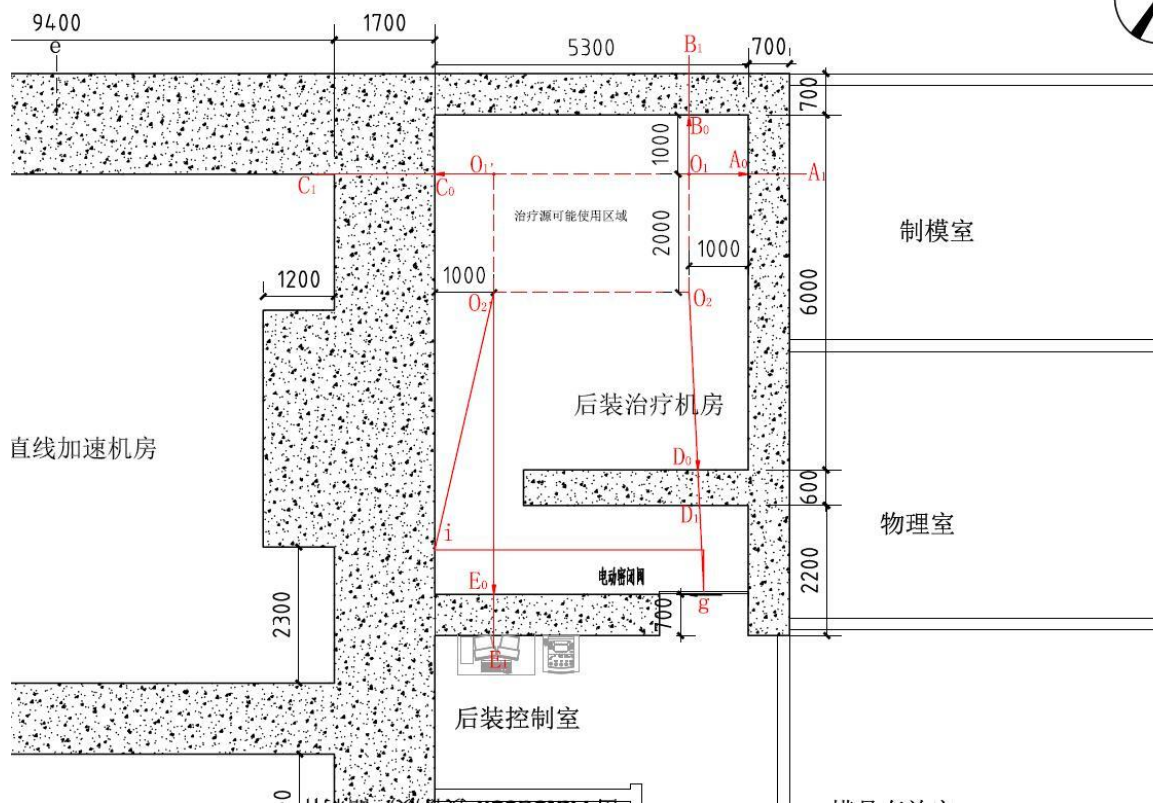 9400
1700
e
5300
B₁
700
700
B₀
1000
O₁'
O₁
A₀
A₁
C₁
C₀
治疗源可能使用区域
制模室
2000
1000
1200
1000
O₂'
O₂
6000
后装治疗机房
直线加速机房
D₀
600
D₁
物理室
i
电动密闭门
E₀
g
2200
2300
700
E₁
后装控制室